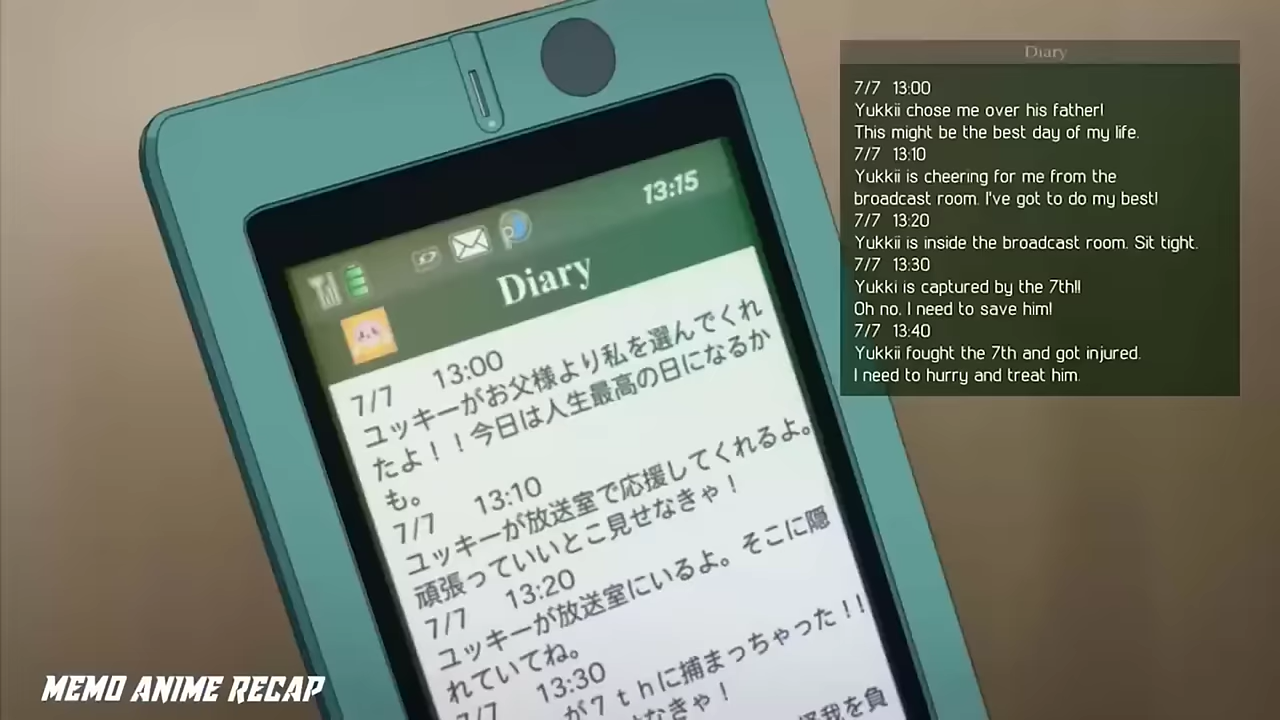 13:15
Diary
7/7 13:00
ユッキーがお父様より私を選んでくれ
たよ！！今日は人生最高の日になるか
も。
7/7 13:10
ユッキーが放送室で応援してくれるよ。
頑張っていいとこ見せなきゃ！
7/7 13:20
ユッキーが放送室にいるよ。そこに隠
れていてね。
7/7 13:30
が７ｔｈに捕まっちゃった！！
なきゃ！
我を負
Diary
7/7 13:00
Yukkii chose me over his father!
This might be the best day of my life.
7/7 13:10
Yukkii is cheering for me from the
broadcast room. I've got to do my best!
7/7 13:20
Yukkii is inside the broadcast room. Sit tight.
7/7 13:30
Yukki is captured by the 7th!!
Oh no. I need to save him!
7/7 13:40
Yukkii fought the 7th and got injured.
I need to hurry and treat him.
MEMO ANIME RECAP